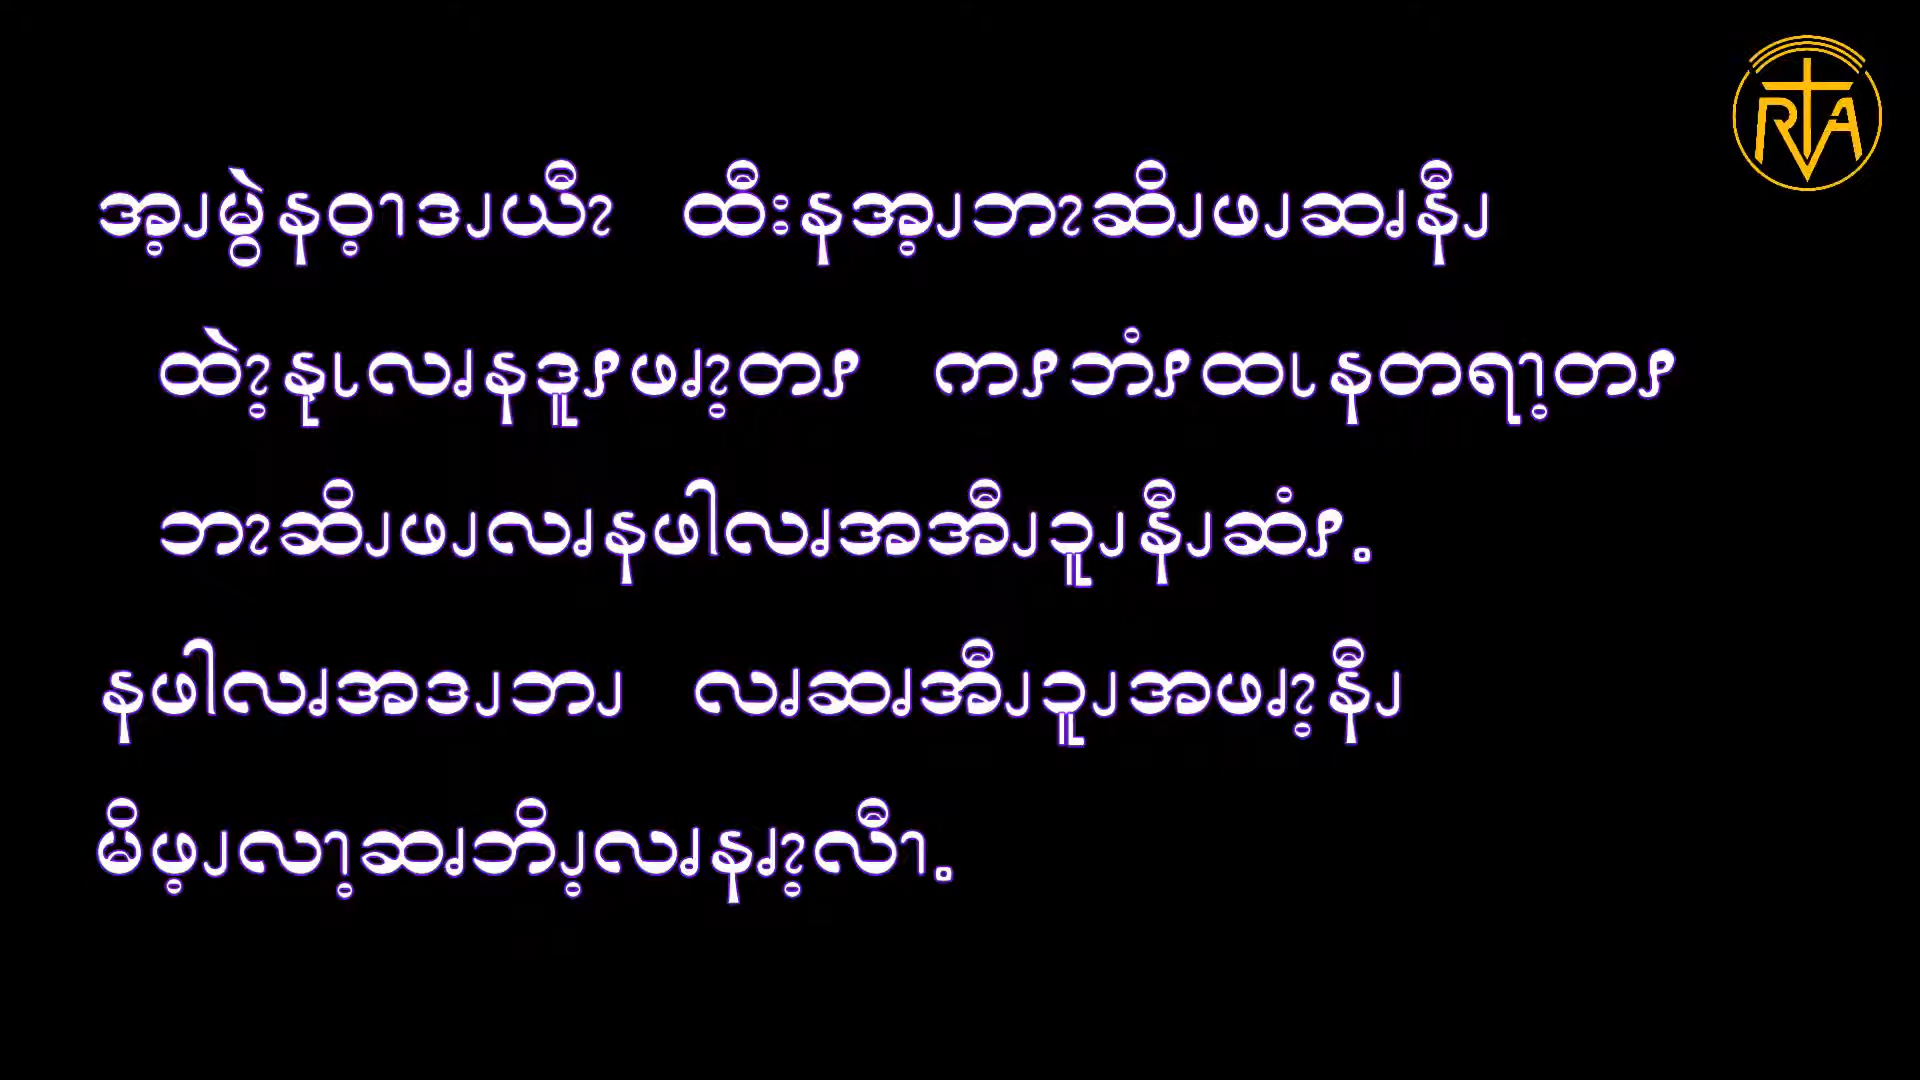 အ့ၪမွဲနဝ့ၫဒၪယီၩ ထီးနအ့ၪဘၩဆိၪဖၪဆၧနီၪ
ထဲၩ့နုၬလၧနဒူၭဖၧၩ့တၭ ကၭဘံၭထၬနတရၫ့တၭ
ဘၩဆိၪဖၪလၧနဖါလၧအအီၪၥူၪနီၪဆံၭ.
နဖါလၧအဒၪဘၪ လၧဆၧအီၪၥူၪအဖၧၩ့နီၪ
မိဖ့ၪလၫ့ဆၧဘိၪ့လၧနၧၩ့လီၫ.
RTA